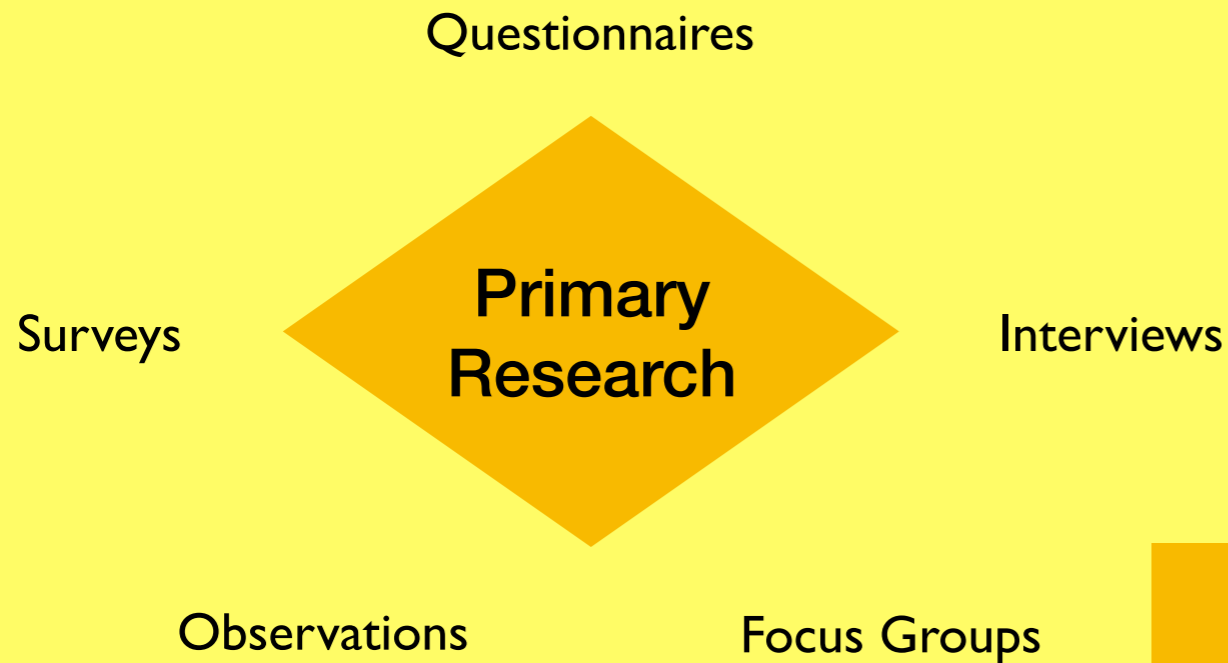 Questionnaires
Primary
Research
Surveys
Interviews
Observations
Focus Groups